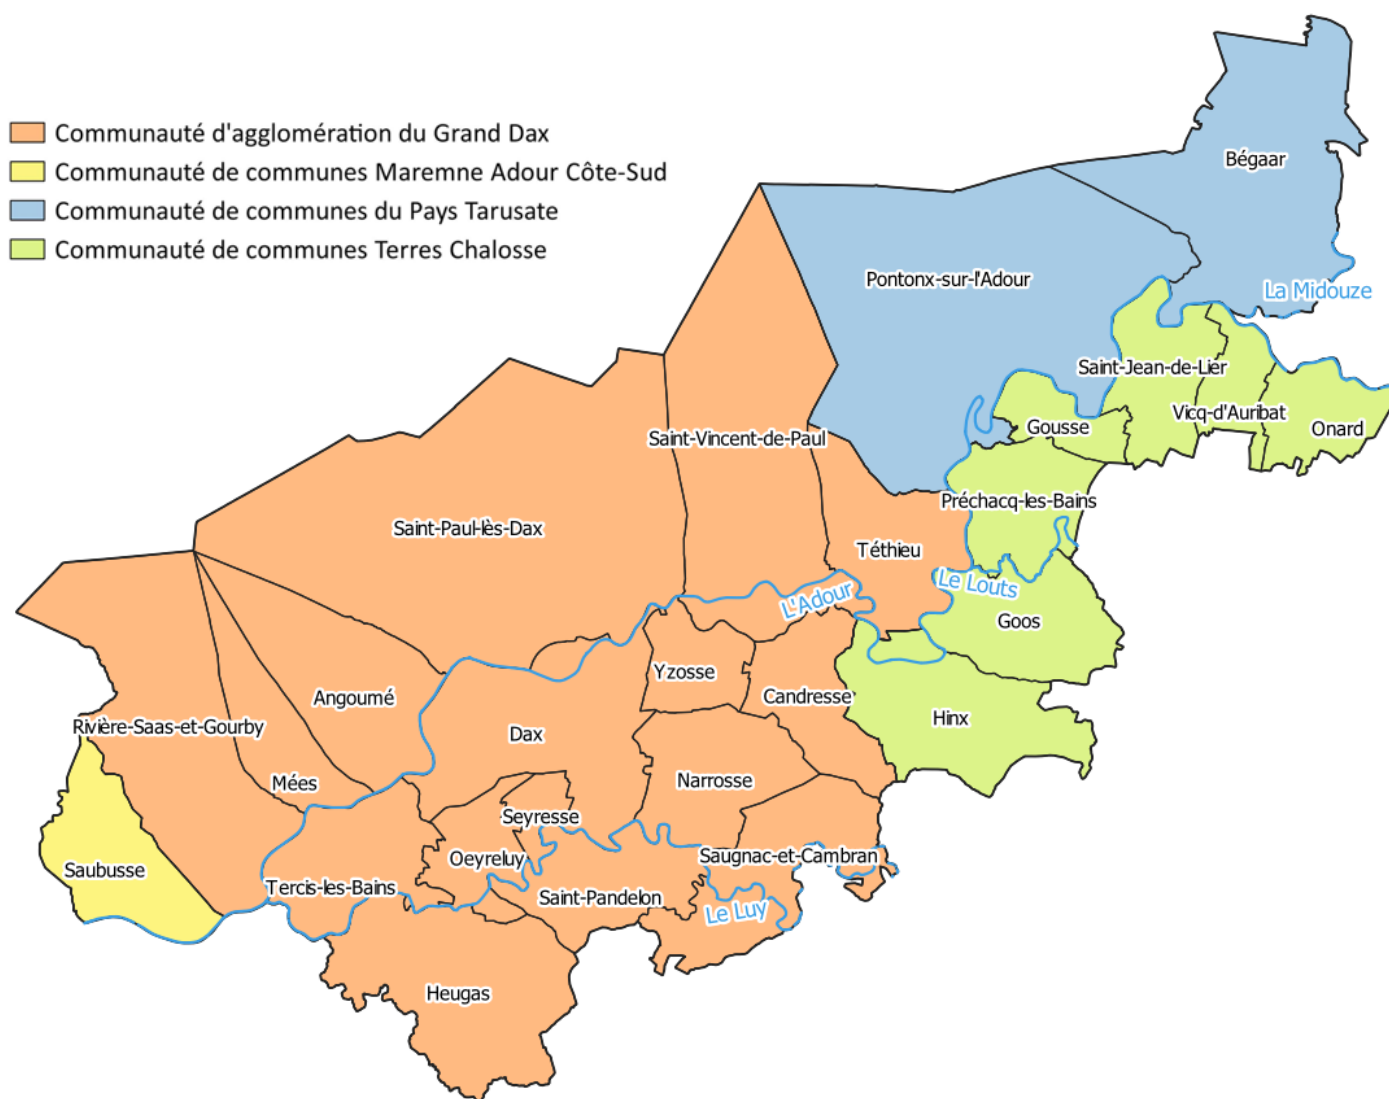 Communauté d'agglomération du Grand Dax
Communauté de communes Maremne Adour Côte-Sud
Communauté de communes du Pays Tarusate
Communauté de communes Terres Chalosse
Bégaar
Pontonx-sur-l'Adour
La Midouze
Saint-Jean-de-Lier
Vicq-d'Auribat
Gousse
Onard
Saint-Vincent-de-Paul
Préchacq-les-Bains
Saint-Paul-lès-Dax
Téthieu
Le Louts
L'Adour
Goos
Yzosse
Angoumé
Candresse
Hinx
Rivière-Saas-et-Gourby
Dax
Mées
Narrosse
Seyresse
Oeyreluy
Saugnac-et-Cambran
Saubusse
Tercis-les-Bains
Saint-Pandelon
Le Luy
Heugas